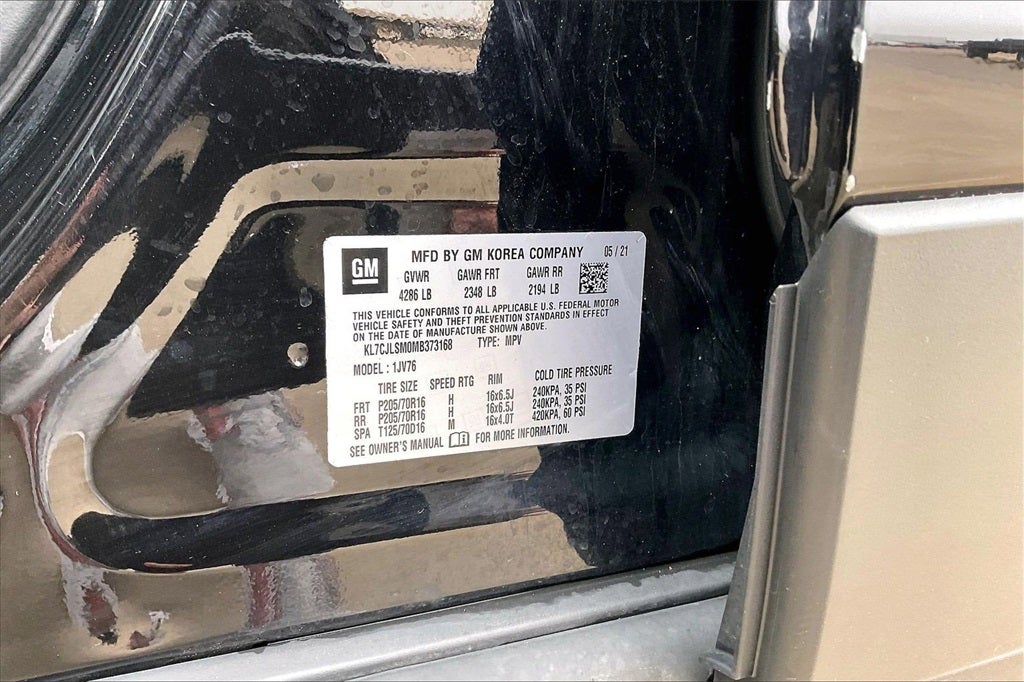 GM MFD BY GM KOREA COMPANY 05 / 21
GVWR GAWR FRT GAWR RR
4286 LB 2348 LB 2194 LB
THIS VEHICLE CONFORMS TO ALL APPLICABLE U.S. FEDERAL MOTOR
VEHICLE SAFETY AND THEFT PREVENTION STANDARDS IN EFFECT
ON THE DATE OF MANUFACTURE SHOWN ABOVE.
KL7CJLSM0MB373168 TYPE: MPV
MODEL : 1JV76
TIRE SIZE SPEED RTG RIM COLD TIRE PRESSURE
FRT P205/70R16 H 16x6.5J 240KPA, 35 PSI
RR P205/70R16 H 16x6.5J 240KPA, 35 PSI
SPA T125/70D16 M 16x4.0T 420KPA, 60 PSI
SEE OWNER'S MANUAL FOR MORE INFORMATION.